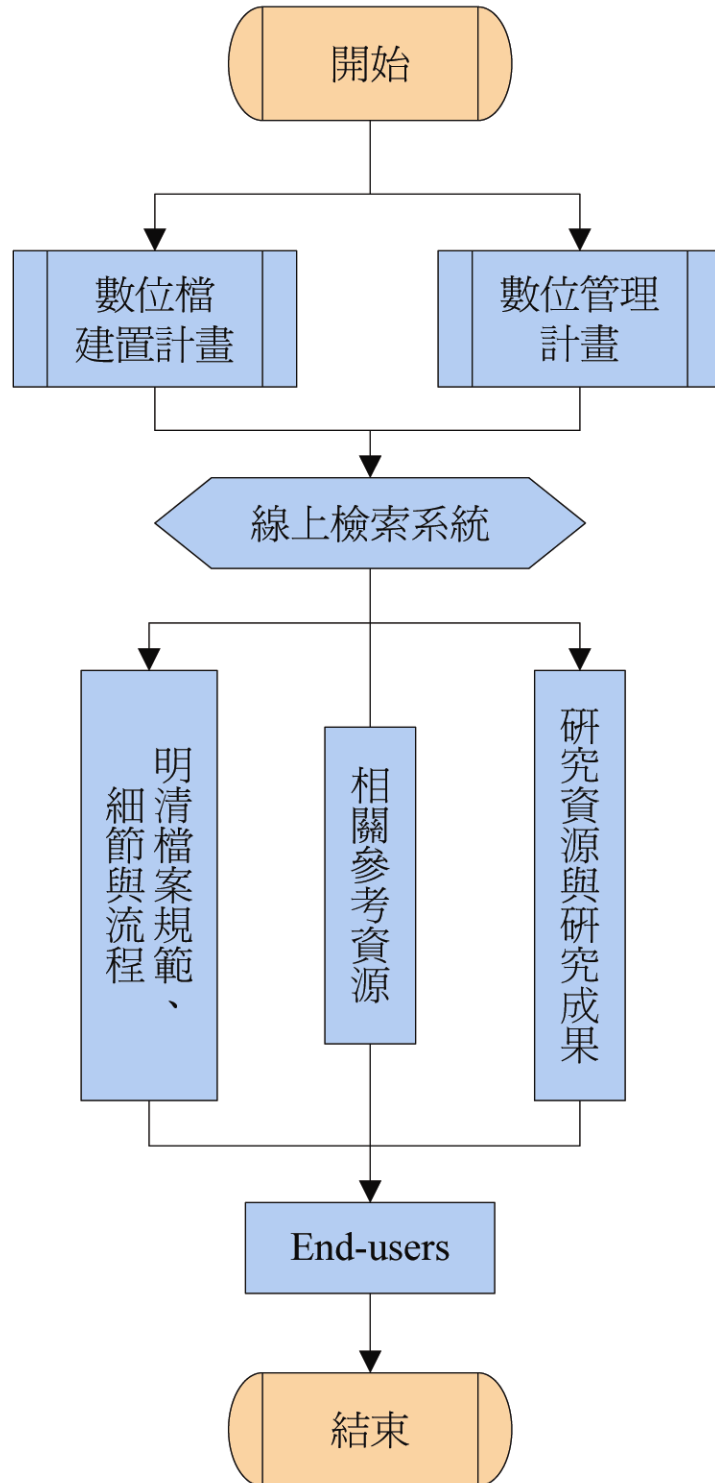 開始
數位檔
建置計畫
數位管理
計畫
線上檢索系統
明清檔案規範、
細節與流程
相關參考資源
研究資源與研究成果
End-users
結束